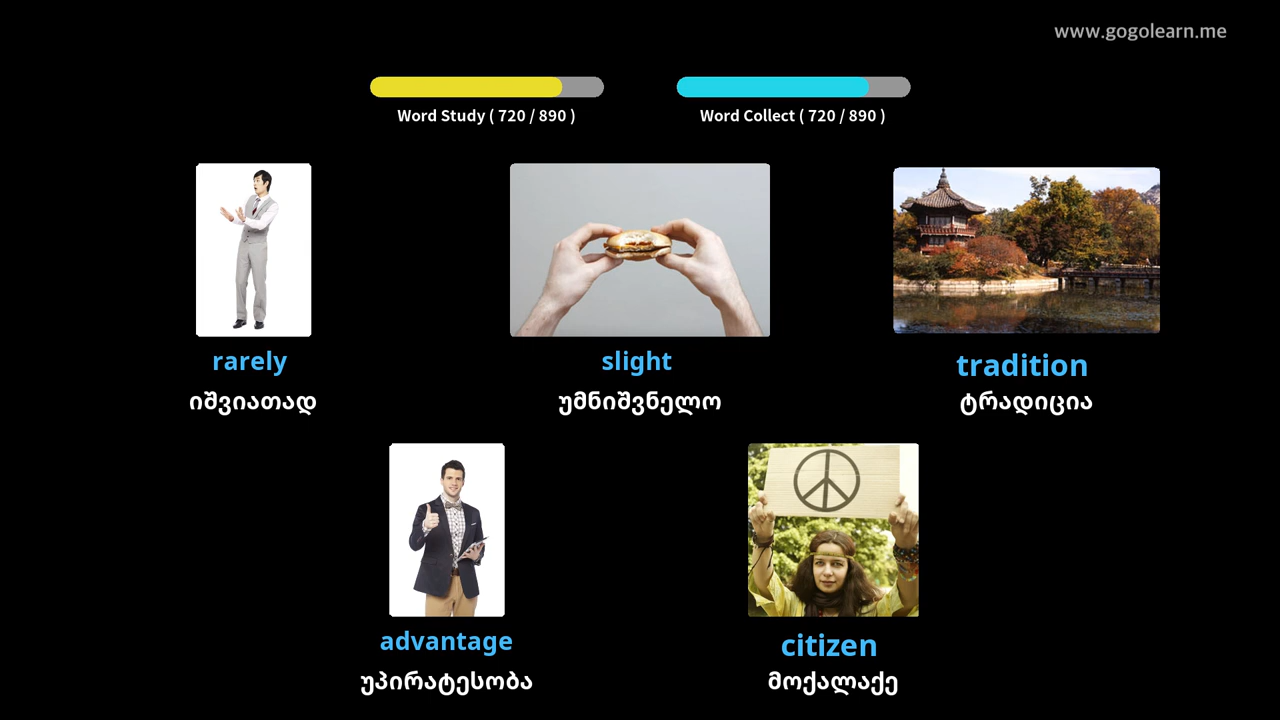 www.gogolearn.me
Word Study ( 720 / 890 )
Word Collect ( 720 / 890 )
rarely
იშვიათად
slight
უმნიშვნელო
tradition
ტრადიცია
advantage
უპირატესობა
citizen
მოქალაქე